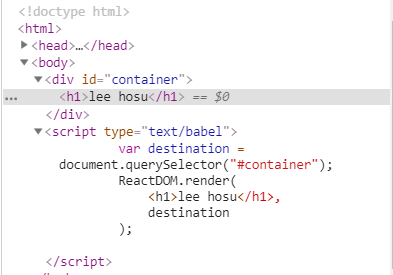 <!doctype html>
<html>
▶<head>…</head>
▼<body>
▼<div id="container">
… <h1>lee hosu</h1> == $0
</div>
▼<script type="text/babel">
var destination =
document.querySelector("#container");
ReactDOM.render(
<h1>lee hosu</h1>,
destination
);
</script>